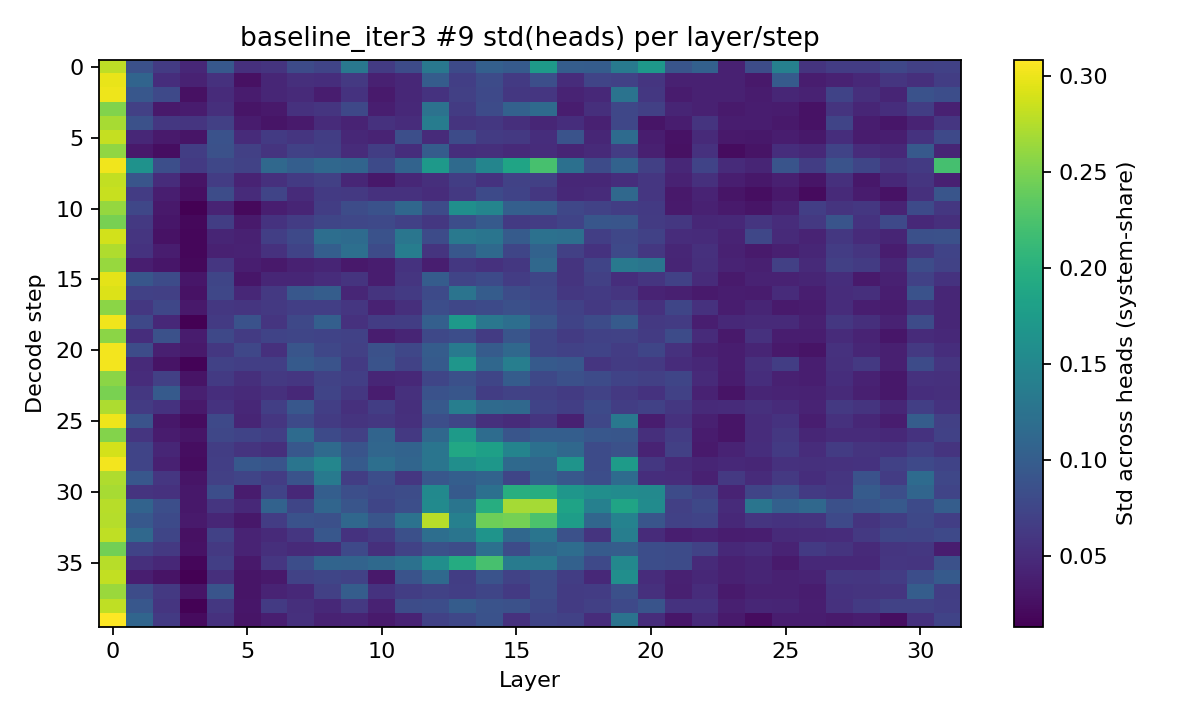 baseline_iter3 #9 std(heads) per layer/step
0
5
10
15
20
25
30
35
Decode step
0 5 10 15 20 25 30
Layer
0.30
0.25
0.20
0.15
0.10
0.05
Std across heads (system-share)